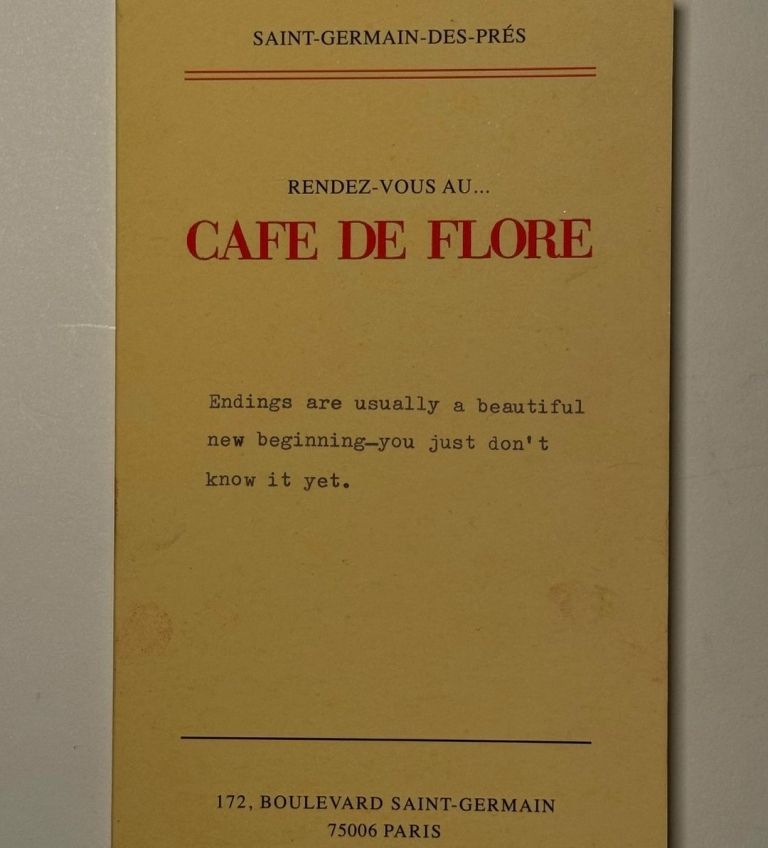 SAINT-GERMAIN-DES-PRÉS
RENDEZ-VOUS AU...
CAFE DE FLORE
Endings are usually a beautiful
new beginning—you just don't
know it yet.
172, BOULEVARD SAINT-GERMAIN
75006 PARIS